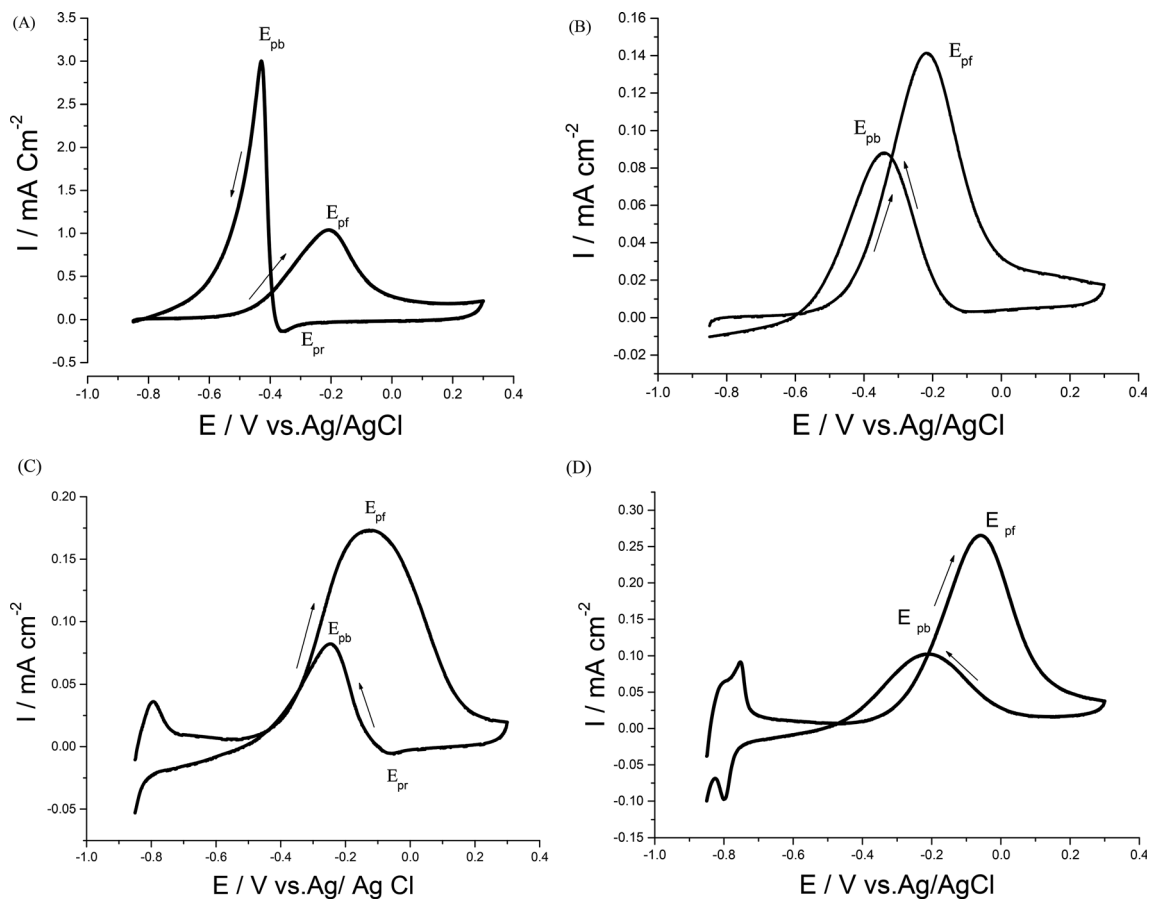 (A)
3.5
3.0
2.5
2.0
1.5
1.0
0.5
0.0
-0.5
I / mA Cm-2
Epb
Epf
Epr
-1.0 -0.8 -0.6 -0.4 -0.2 0.0 0.2 0.4
E / V vs.Ag/AgCl
(B)
0.16
0.14
0.12
0.10
0.08
0.06
0.04
0.02
0.00
-0.02
I / mA cm-2
Epf
Epb
-1.0 -0.8 -0.6 -0.4 -0.2 0.0 0.2 0.4
E / V vs.Ag/AgCl
(C)
0.20
0.15
0.10
0.05
0.00
-0.05
I / mA cm-2
Epf
Epb
Epr
-1.0 -0.8 -0.6 -0.4 -0.2 0.0 0.2 0.4
E / V vs.Ag/ Ag Cl
(D)
0.30
0.25
0.20
0.15
0.10
0.05
0.00
-0.05
-0.10
-0.15
I / mA cm-2
E pf
E pb
-1.0 -0.8 -0.6 -0.4 -0.2 0.0 0.2 0.4
E / V vs.Ag/AgCl